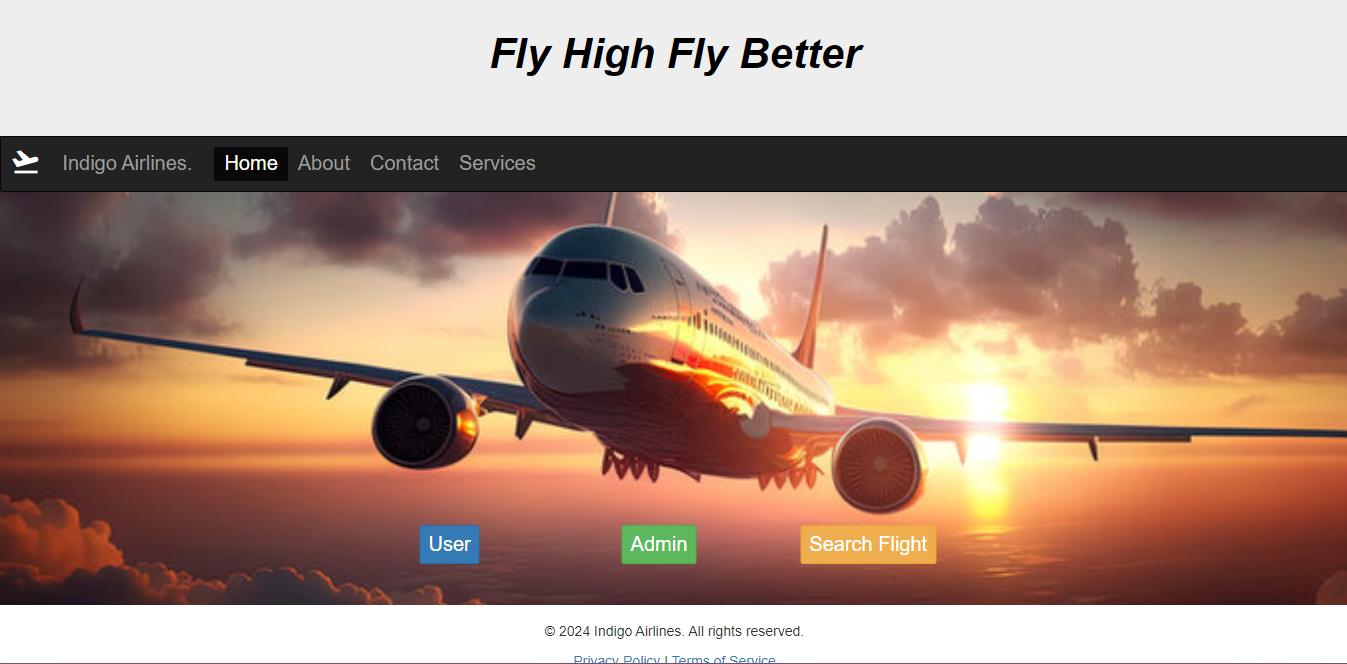 Fly High Fly Better
Indigo Airlines. Home About Contact Services
User Admin Search Flight
© 2024 Indigo Airlines. All rights reserved.
Privacy Policy | Terms of Service